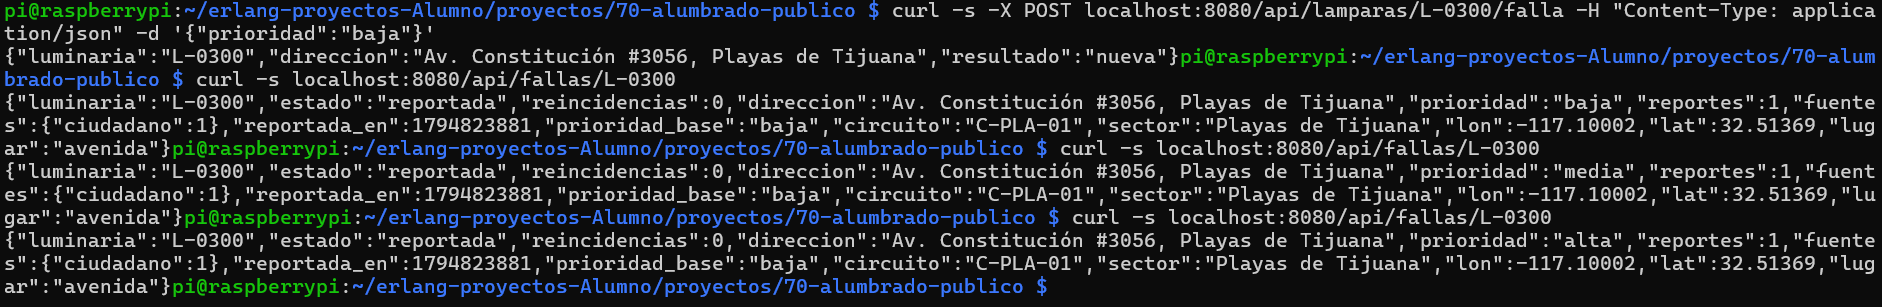 pi@raspberrypi:~/erlang-proyectos-Alumno/proyectos/70-alumbrado-publico $ curl -s -X POST localhost:8080/api/lamparas/L-0300/falla -H "Content-Type: applica
tion/json" -d '{"prioridad":"baja"}'
{"luminaria":"L-0300","direccion":"Av. Constitución #3056, Playas de Tijuana","resultado":"nueva"}pi@raspberrypi:~/erlang-proyectos-Alumno/proyectos/70-alum
brado-publico $ curl -s localhost:8080/api/fallas/L-0300
{"luminaria":"L-0300","estado":"reportada","reincidencias":0,"direccion":"Av. Constitución #3056, Playas de Tijuana","prioridad":"baja","reportes":1,"fuente
s":{"ciudadano":1},"reportada_en":1794823881,"prioridad_base":"baja","circuito":"C-PLA-01","sector":"Playas de Tijuana","lon":-117.10002,"lat":32.51369,"lug
ar":"avenida"}pi@raspberrypi:~/erlang-proyectos-Alumno/proyectos/70-alumbrado-publico $ curl -s localhost:8080/api/fallas/L-0300
{"luminaria":"L-0300","estado":"reportada","reincidencias":0,"direccion":"Av. Constitución #3056, Playas de Tijuana","prioridad":"media","reportes":1,"fuent
es":{"ciudadano":1},"reportada_en":1794823881,"prioridad_base":"baja","circuito":"C-PLA-01","sector":"Playas de Tijuana","lon":-117.10002,"lat":32.51369,"lu
gar":"avenida"}pi@raspberrypi:~/erlang-proyectos-Alumno/proyectos/70-alumbrado-publico $ curl -s localhost:8080/api/fallas/L-0300
{"luminaria":"L-0300","estado":"reportada","reincidencias":0,"direccion":"Av. Constitución #3056, Playas de Tijuana","prioridad":"alta","reportes":1,"fuente
s":{"ciudadano":1},"reportada_en":1794823881,"prioridad_base":"baja","circuito":"C-PLA-01","sector":"Playas de Tijuana","lon":-117.10002,"lat":32.51369,"lug
ar":"avenida"}pi@raspberrypi:~/erlang-proyectos-Alumno/proyectos/70-alumbrado-publico $